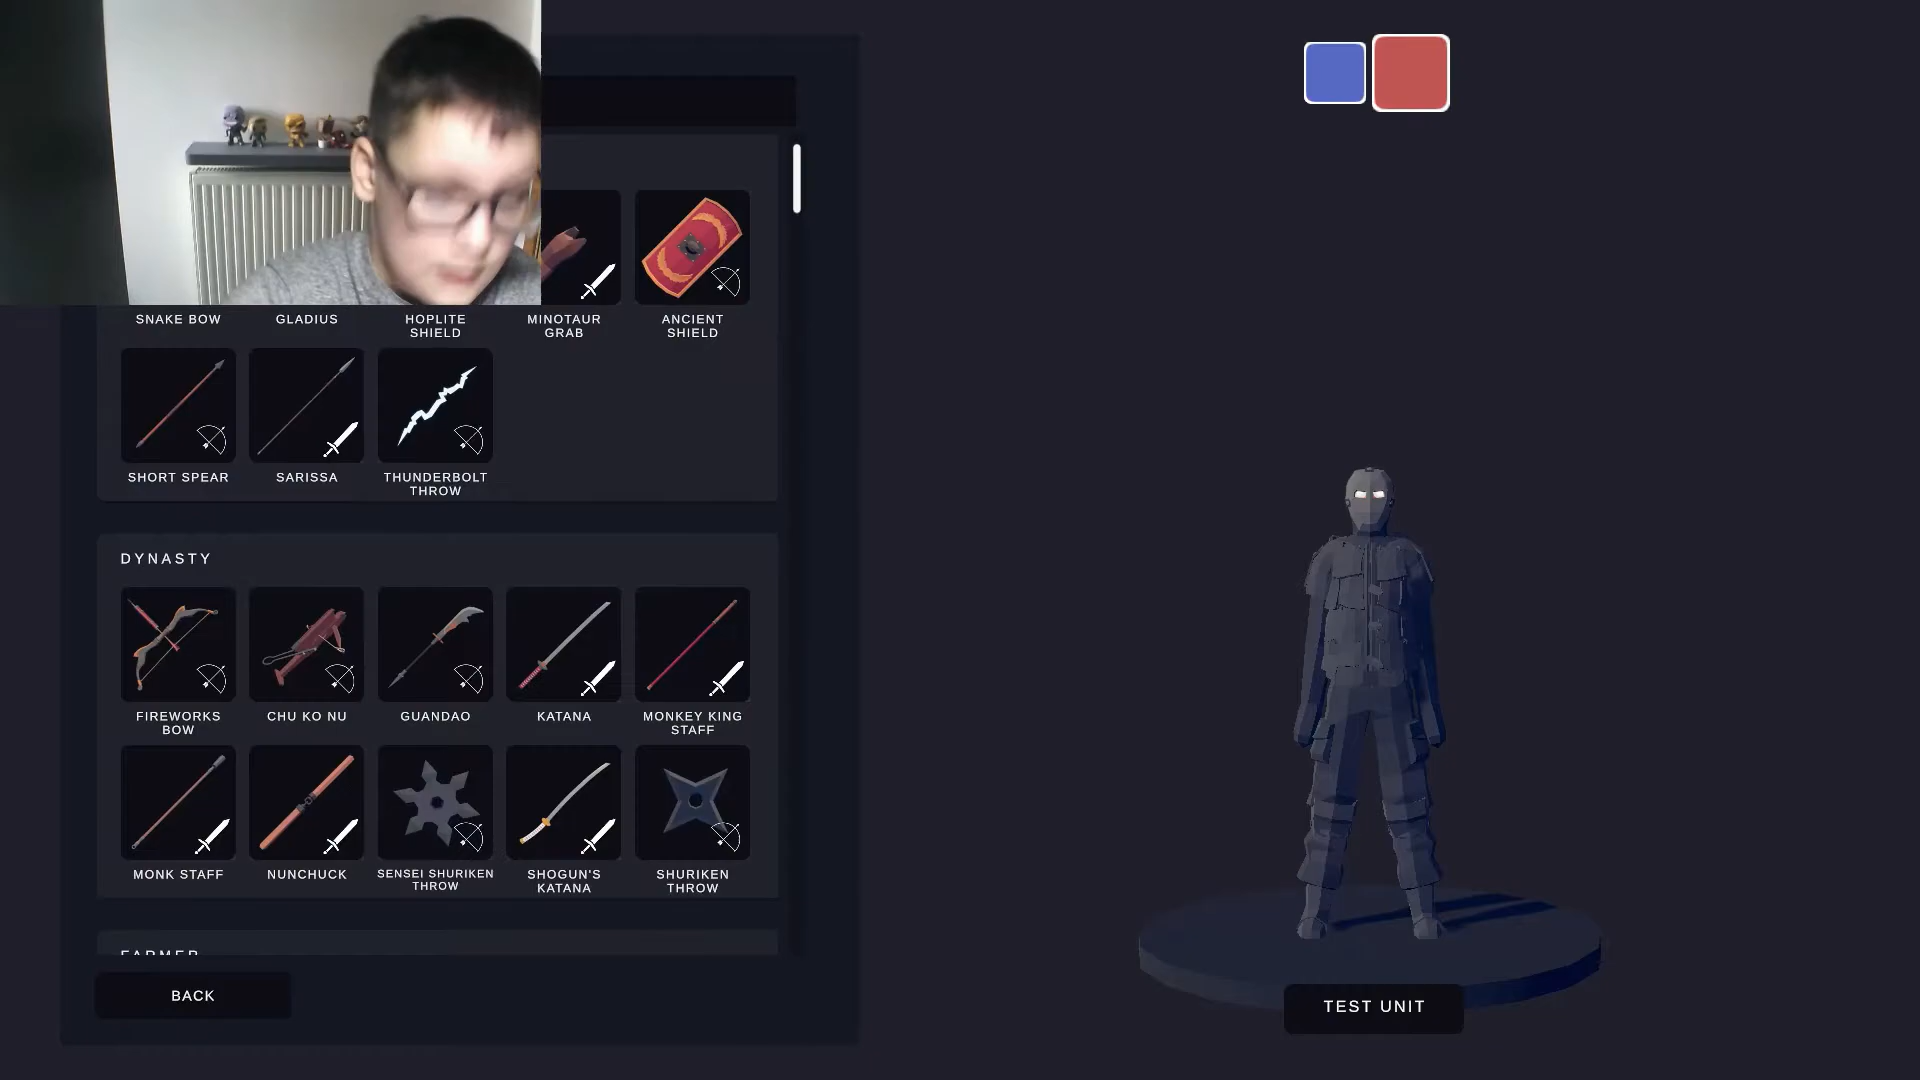 SNAKE BOW
GLADIUS
HOPLITE
SHIELD
MINOTAUR
GRAB
ANCIENT
SHIELD
SHORT SPEAR
SARISSA
THUNDERBOLT
THROW
DYNASTY
FIREWORKS
BOW
CHU KO NU
GUANDAO
KATANA
MONKEY KING
STAFF
MONK STAFF
NUNCHUCK
SENSEI SHURIKEN
THROW
SHOGUN'S
KATANA
SHURIKEN
THROW
FARMER
BACK
TEST UNIT